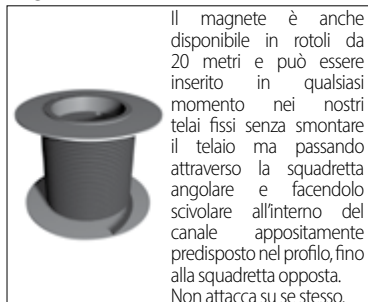 Il magnete è anche
disponibile in rotoli da
20 metri e può essere
inserito in qualsiasi
momento nei nostri
telai fissi senza smontare
il telaio ma passando
attraverso la squadretta
angolare e facendolo
scivolare all'interno del
canale appositamente
predisposto nel profilo, fino
alla squadretta opposta.
Non attacca su se stesso.